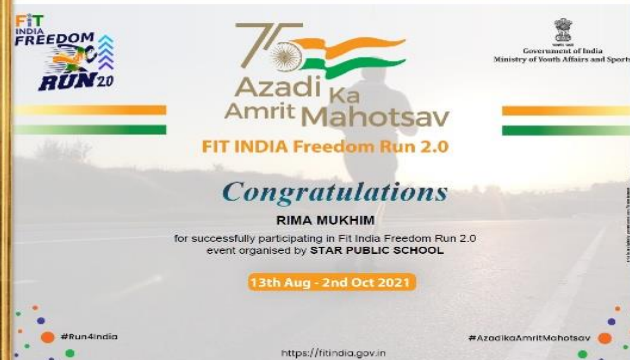 FiT
INDIA
FREEDOM
RUN 2.0
75
Azadi Ka
Amrit Mahotsav
Government of India
Ministry of Youth Affairs and Sports
FIT INDIA Freedom Run 2.0
Congratulations
RIMA MUKHIM
for successfully participating in Fit India Freedom Run 2.0
event organised by STAR PUBLIC SCHOOL
13th Aug - 2nd Oct 2021
#Run4India
#AzadikaAmritMahotsav
https://fitindia.gov.in